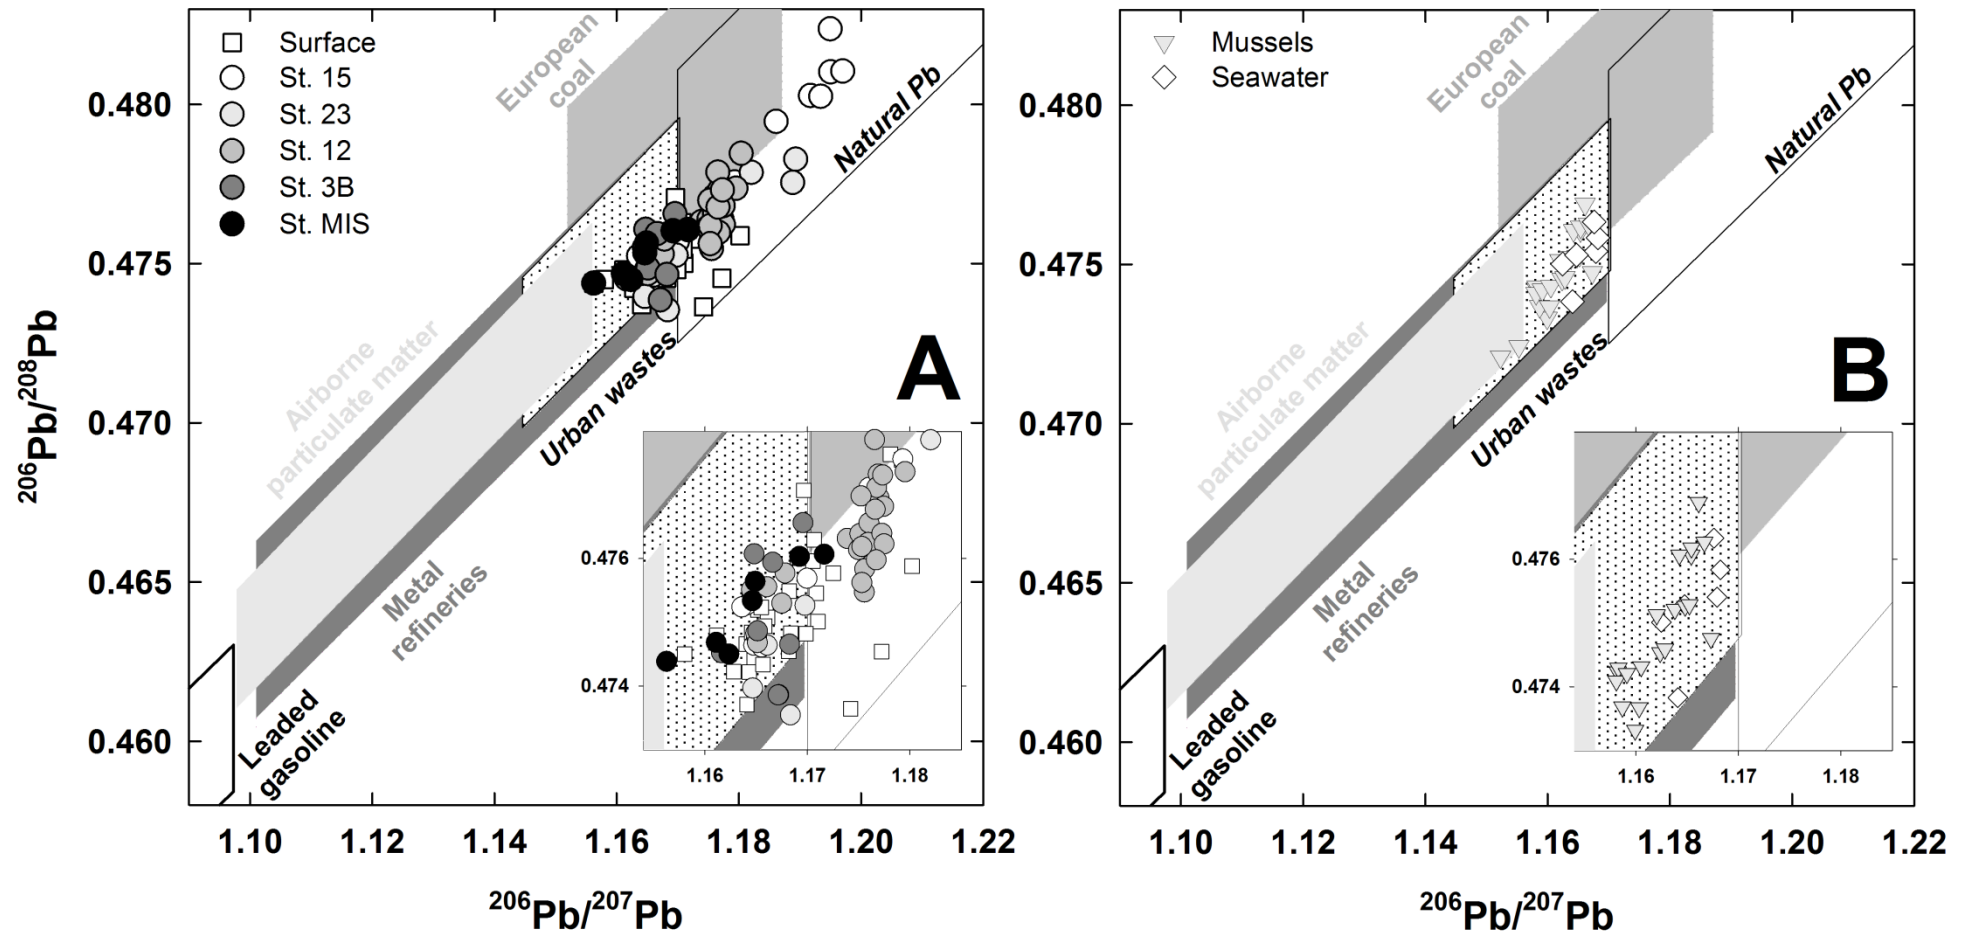 Surface
St. 15
St. 23
St. 12
St. 3B
St. MIS
European
coal
Natural Pb
Airborne
particulate matter
Urban wastes
Metal
refineries
Leaded
gasoline
A
0.480
0.475
0.470
0.465
0.460
206Pb/208Pb
0.476
0.474
1.16
1.17
1.18
1.10
1.12
1.14
1.16
1.18
1.20
1.22
206Pb/207Pb
Mussels
Seawater
European
coal
Natural Pb
Airborne
particulate matter
Urban wastes
Metal
refineries
Leaded
gasoline
B
0.480
0.475
0.470
0.465
0.460
0.476
0.474
1.16
1.17
1.18
1.10
1.12
1.14
1.16
1.18
1.20
1.22
206Pb/207Pb